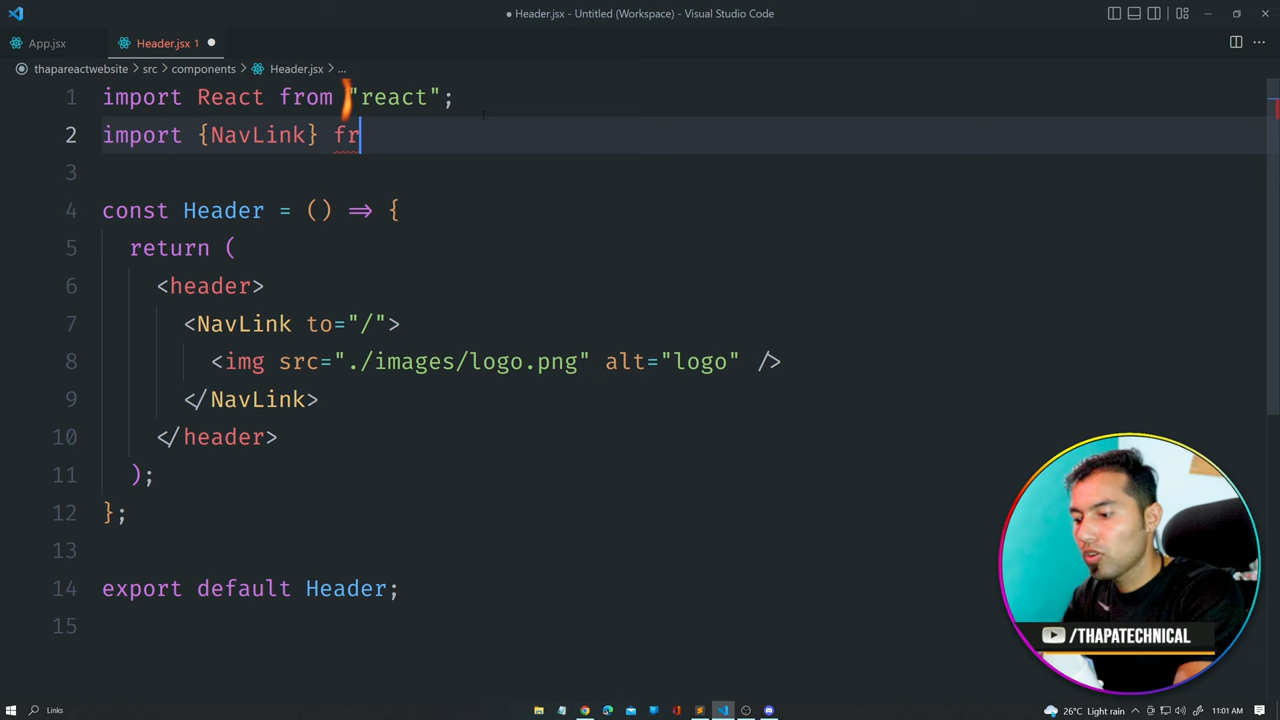 Header.jsx - Untitled (Workspace) - Visual Studio Code
App.jsx
Header.jsx 1
thapareactwebsite > src > components > Header.jsx > ...
1 import React from "react";
2 import {NavLink} fr
3
4 const Header = () => {
5 return (
6 <header>
7 <NavLink to="/">
8 <img src="./images/logo.png" alt="logo" />
9 </NavLink>
10 </header>
11 );
12 };
13
14 export default Header;
15
/THAPATECHNICAL
Links
26°C Light rain
11:01 AM